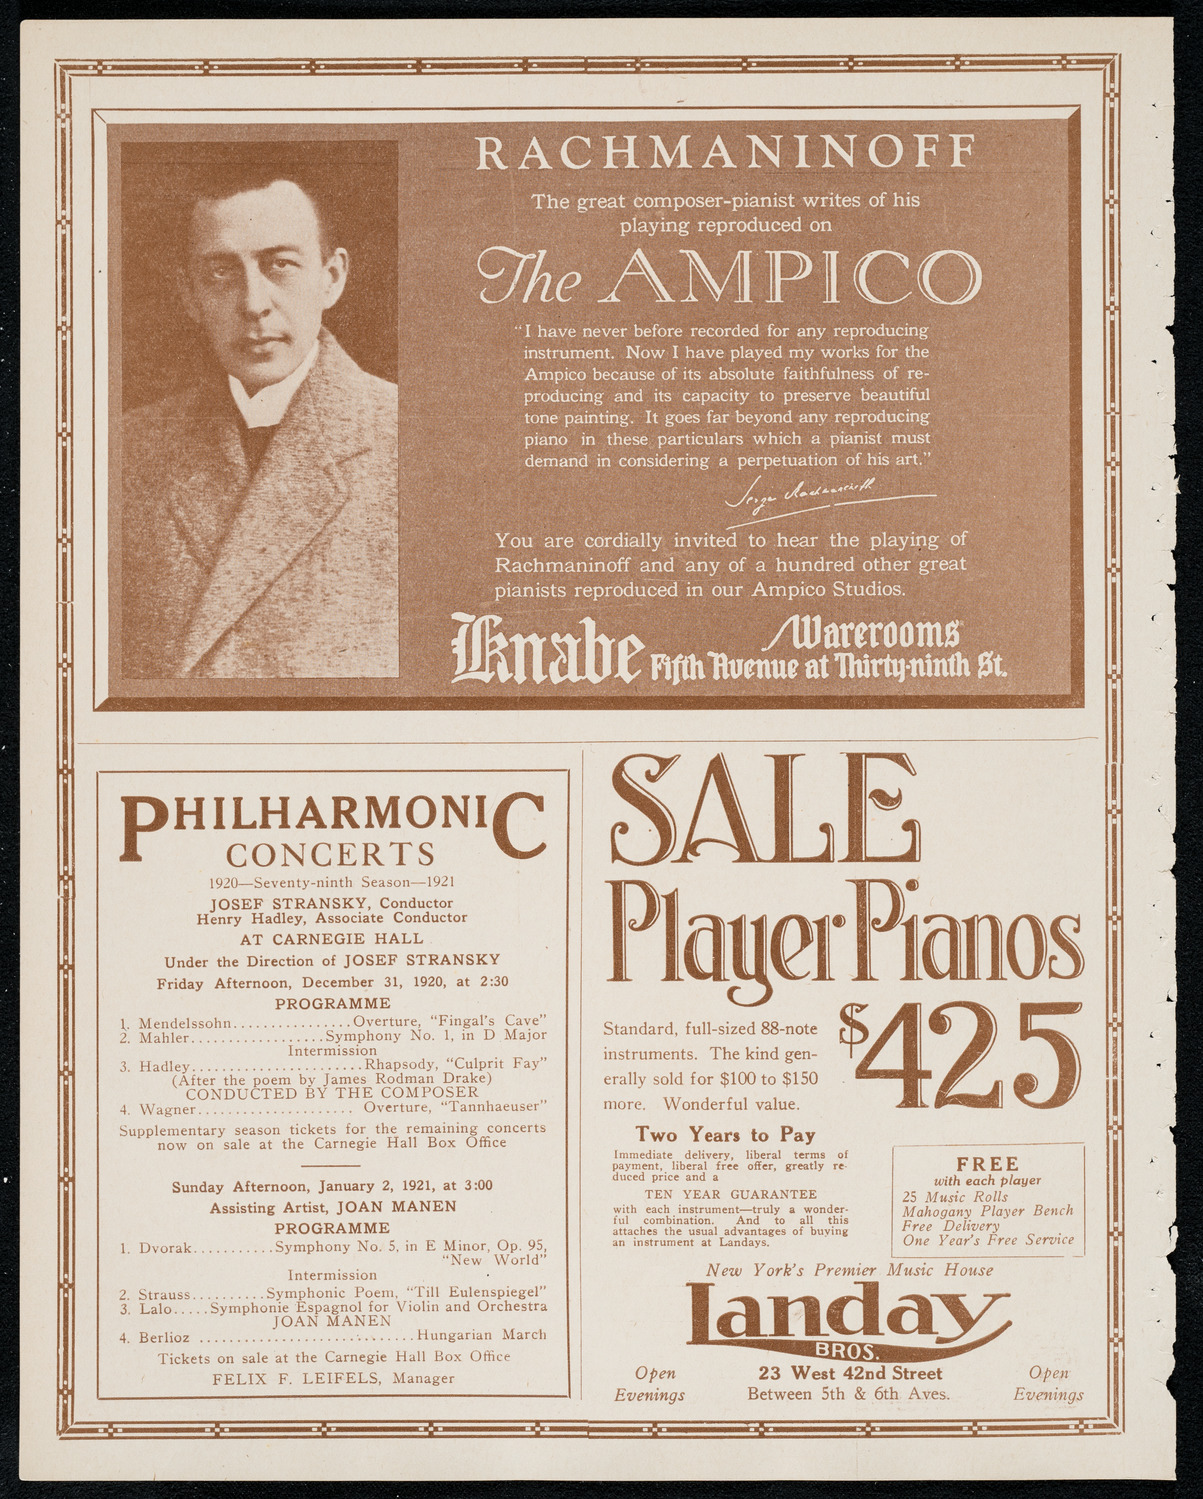 RACHMANINOFF
The great composer-pianist writes of his
playing reproduced on
The AMPICO
"I have never before recorded for any reproducing
instrument. Now I have played my works for the
Ampico because of its absolute faithfulness of re-
producing and its capacity to preserve beautiful
tone painting. It goes far beyond any reproducing
piano in these particulars which a pianist must
demand in considering a perpetuation of his art."
Serge Rachmaninoff
You are cordially invited to hear the playing of
Rachmaninoff and any of a hundred other great
pianists reproduced in our Ampico Studios.
Knabe Warerooms
Fifth Avenue at Thirty-ninth St.
PHILHARMONIC
CONCERTS
1920—Seventy-ninth Season—1921
JOSEF STRANSKY, Conductor
Henry Hadley, Associate Conductor
AT CARNEGIE HALL
Under the Direction of JOSEF STRANSKY
Friday Afternoon, December 31, 1920, at 2:30
PROGRAMME
1. Mendelssohn................Overture, "Fingal's Cave"
2. Mahler..................Symphony No. 1, in D Major
Intermission
3. Hadley.......................Rhapsody, "Culprit Fay"
(After the poem by James Rodman Drake)
CONDUCTED BY THE COMPOSER
4. Wagner..................... Overture, "Tannhaeuser"
Supplementary season tickets for the remaining concerts
now on sale at the Carnegie Hall Box Office
Sunday Afternoon, January 2, 1921, at 3:00
Assisting Artist, JOAN MANEN
PROGRAMME
1. Dvorak...........Symphony No. 5, in E Minor, Op. 95,
"New World"
Intermission
2. Strauss..........Symphonic Poem, "Till Eulenspiegel"
3. Lalo.....Symphonie Espagnol for Violin and Orchestra
JOAN MANEN
4. Berlioz .............................Hungarian March
Tickets on sale at the Carnegie Hall Box Office
FELIX F. LEIFELS, Manager
SALE
Player Pianos
$425
Standard, full-sized 88-note
instruments. The kind gen-
erally sold for $100 to $150
more. Wonderful value.
Two Years to Pay
Immediate delivery, liberal terms of
payment, liberal free offer, greatly re-
duced price and a
TEN YEAR GUARANTEE
with each instrument—truly a wonder-
ful combination. And to all this
attaches the usual advantages of buying
an instrument at Landays.
FREE
with each player
25 Music Rolls
Mahogany Player Bench
Free Delivery
One Year's Free Service
New York's Premier Music House
Landay
BROS.
Open
Evenings
23 West 42nd Street
Between 5th & 6th Aves.
Open
Evenings